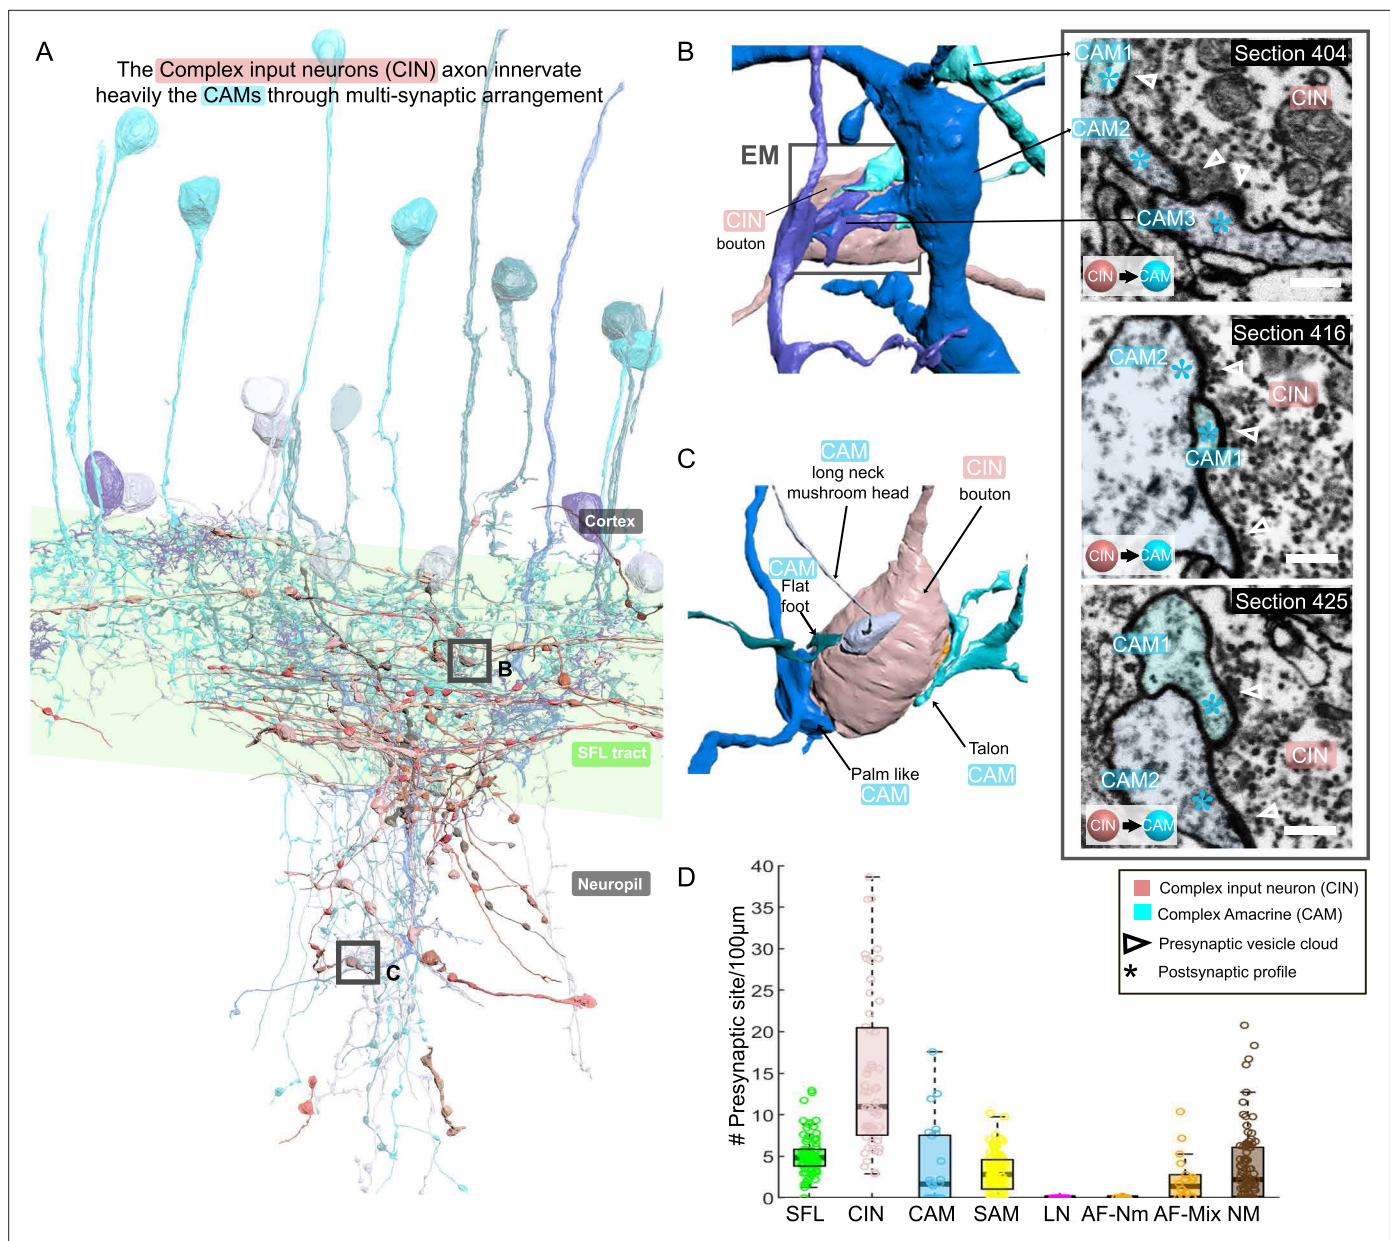 A
The Complex input neurons (CIN) axon innervate
heavily the CAMs through multi-synaptic arrangement
Cortex
B
SFL tract
Neuropil
C
B
EM
CIN
bouton
CAM1
Section 404
CIN
CAM2
CAM3
CIN
CAM
Section 416
CAM2
CIN
CAM1
CIN
CAM
Section 425
CAM1
CIN
CAM2
CIN
CAM
C
CAM
long neck
mushroom head
CIN
bouton
CAM
Flat
foot
Talon
CAM
Palm like
CAM
Complex input neuron (CIN)
Complex Amacrine (CAM)
Presynaptic vesicle cloud
* Postsynaptic profile
D
# Presynaptic site/100μm
40
35
30
25
20
15
10
5
0
SFL CIN CAM SAM LN AF-Nm AF-Mix NM